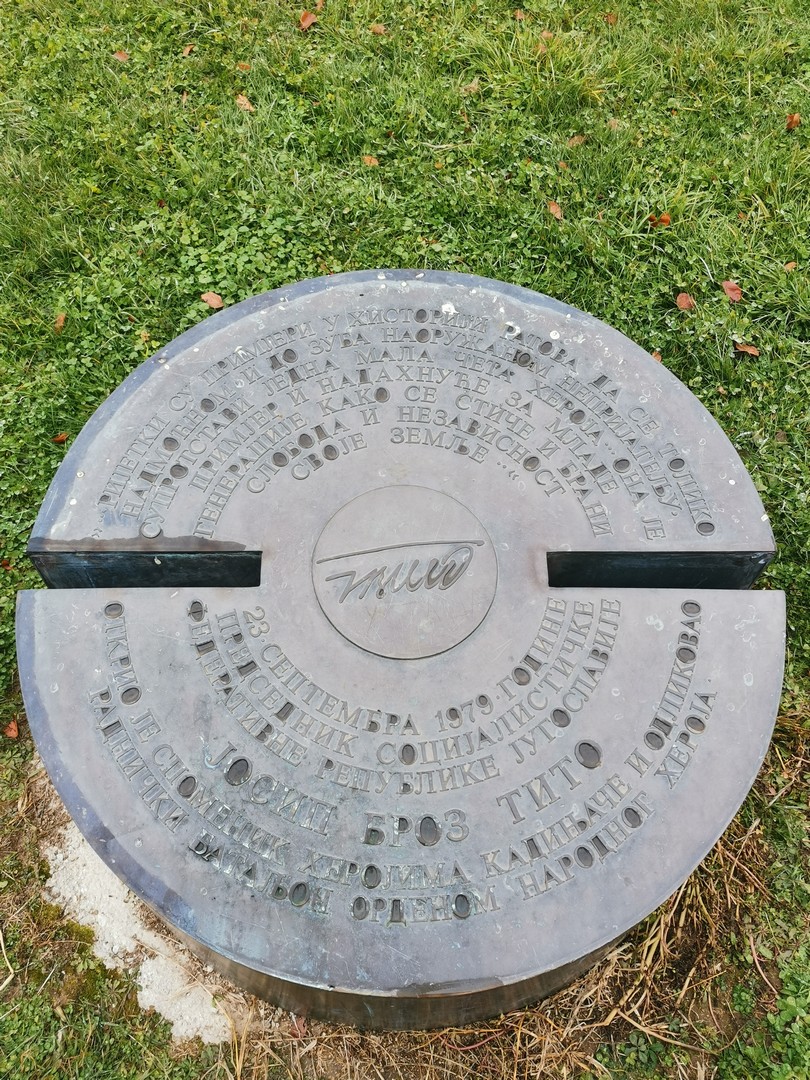 „...РИЈЕТКИ СУ ПРИМЈЕРИ У ХИСТОРИЈИ РАТОВА ДА СЕ ТОЛИКО
НАДМОЋНОМ И ДО ЗУБА НАОРУЖАНОМ НЕПРИЈАТЕЉУ,
СУПРОТСТАВИ ЈЕДНА МАЛА ЧЕТА ХЕРОЈА...ОНА ЈЕ
ПРИМЈЕР И НАДАХНУЋЕ ЗА МЛАДЕ
ГЕНЕРАЦИЈЕ КАКО СЕ СТИЧЕ И БРАНИ
СЛОБОДА И НЕЗАВИСНОСТ
СВОЈЕ ЗЕМЉЕ...“
Тито
23. СЕПТЕМБРА 1979. ГОДИНЕ
ПРЕДСЕДНИК СОЦИЈАЛИСТИЧКЕ
ФЕДЕРАТИВНЕ РЕПУБЛИКЕ ЈУГОСЛАВИЈЕ
ЈОСИП БРОЗ ТИТО
ОТКРИО ЈЕ СПОМЕНИК ХЕРОЈИМА КАДИЊАЧЕ И ОДЛИКОВАО
РАДНИЧКИ БАТАЉОН ОРДЕНОМ НАРОДНОГ ХЕРОЈА